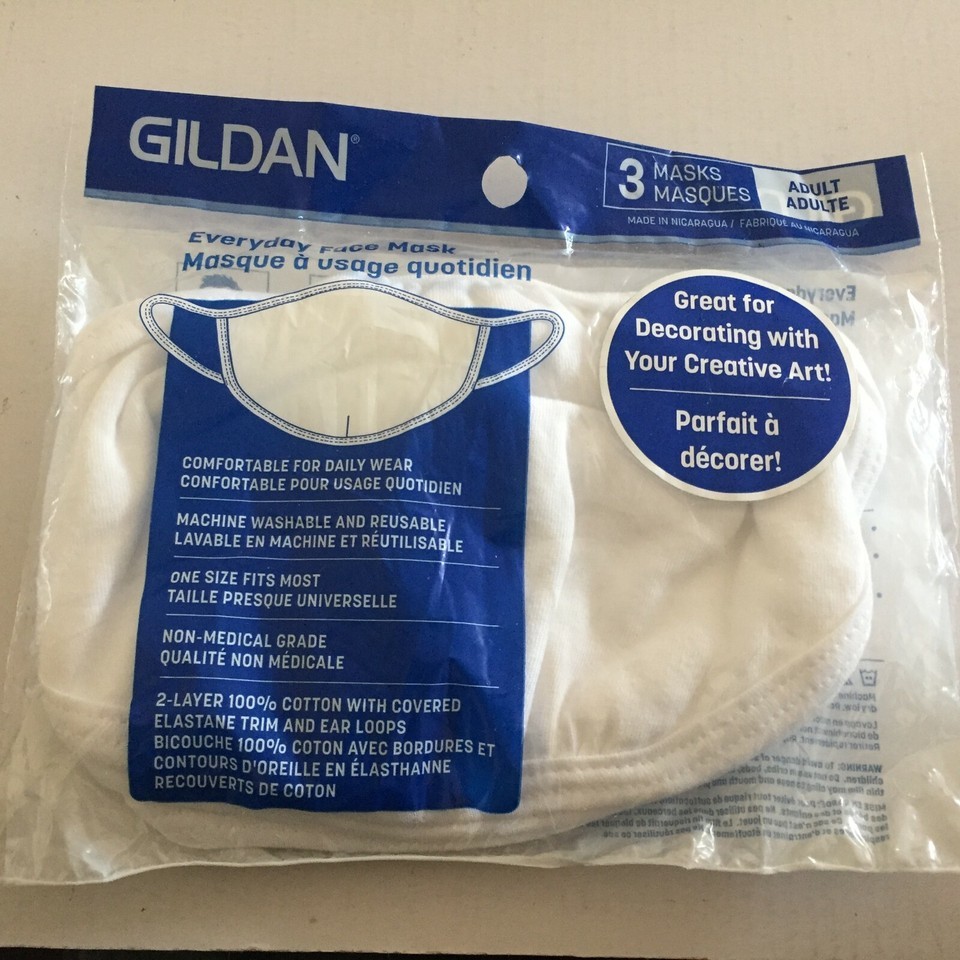 GILDAN®
3 MASKS
MASQUES
ADULT
ADULTE
MADE IN NICARAGUA / FABRIQUÉ AU NICARAGUA
Everyday Face Mask
Masque à usage quotidien
Great for
Decorating with
Your Creative Art!
Parfait à
décorer!
COMFORTABLE FOR DAILY WEAR
CONFORTABLE POUR USAGE QUOTIDIEN
MACHINE WASHABLE AND REUSABLE
LAVABLE EN MACHINE ET RÉUTILISABLE
ONE SIZE FITS MOST
TAILLE PRESQUE UNIVERSELLE
NON-MEDICAL GRADE
QUALITÉ NON MÉDICALE
2-LAYER 100% COTTON WITH COVERED
ELASTANE TRIM AND EAR LOOPS
BICOUCHE 100% COTON AVEC BORDURES ET
CONTOURS D'OREILLE EN ÉLASTHANNE
RECOUVERTS DE COTON